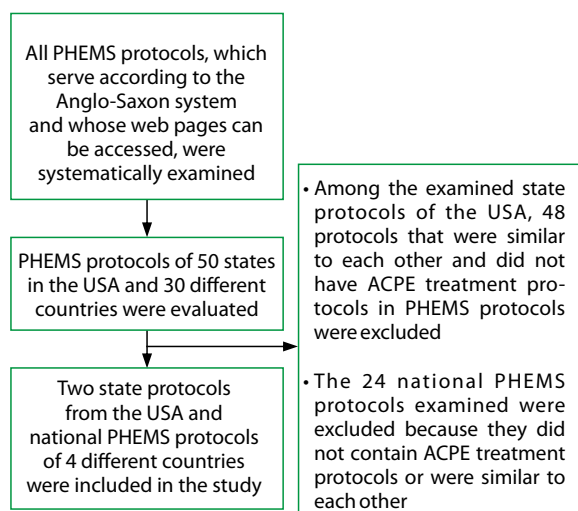 All PHEMS protocols, which
serve according to the
Anglo-Saxon system
and whose web pages can
be accessed, were
systematically examined
PHEMS protocols of 50 states
in the USA and 30 different
countries were evaluated
• Among the examined state
protocols of the USA, 48
protocols that were similar
to each other and did not
have ACPE treatment pro-
tocols in PHEMS protocols
were excluded
• The 24 national PHEMS
protocols examined were
excluded because they did
not contain ACPE treatment
protocols or were similar to
each other
Two state protocols
from the USA and
national PHEMS protocols
of 4 different countries
were included in the study